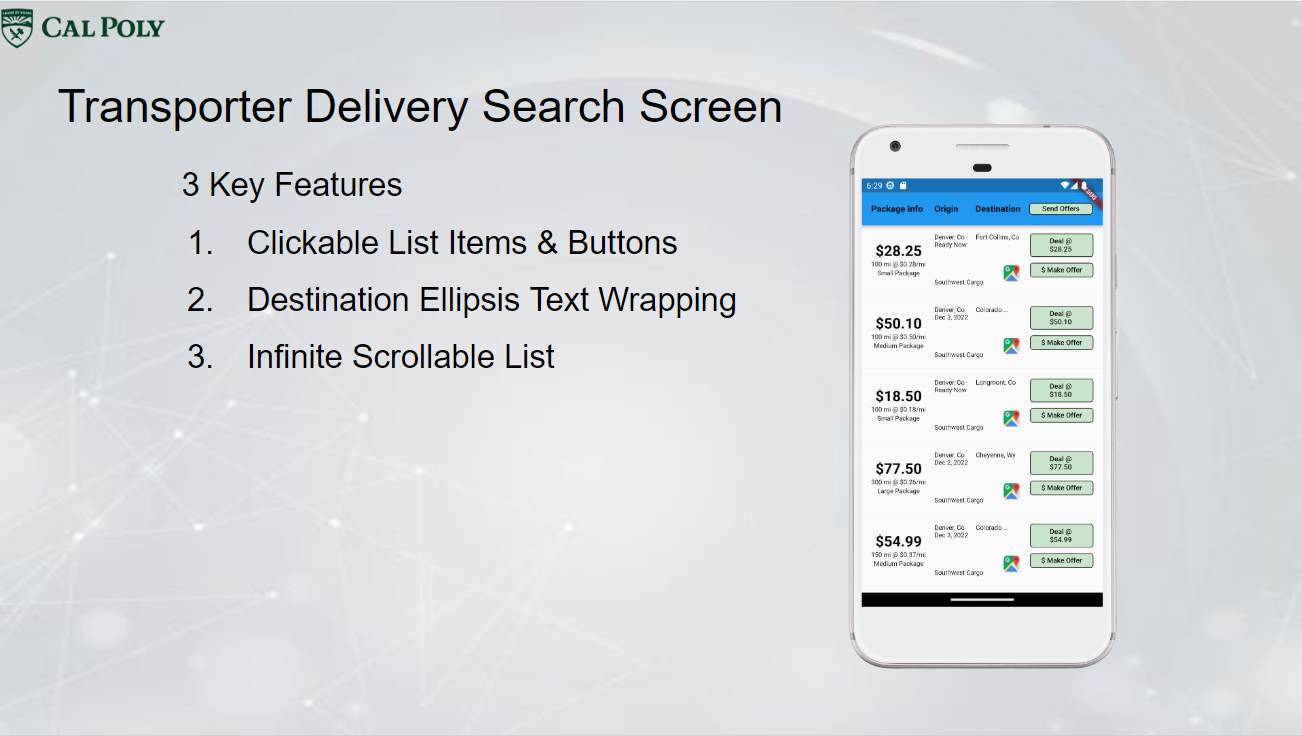 CAL POLY
Transporter Delivery Search Screen
3 Key Features
1. Clickable List Items & Buttons
2. Destination Ellipsis Text Wrapping
3. Infinite Scrollable List
6:29
Package Info Origin Destination Send Offers
$28.25
100 mi @ $0.28/mi
Small Package
Denver, Co
Ready Now
Southwest Cargo
Fort Collins, Co
Deal @
$28.25
$ Make Offer
$50.10
100 mi @ $0.50/mi
Medium Package
Denver, Co
Dec 3, 2022
Southwest Cargo
Colorado ...
Deal @
$50.10
$ Make Offer
$18.50
100 mi @ $0.18/mi
Small Package
Denver, Co
Ready Now
Southwest Cargo
Longmont, Co
Deal @
$18.50
$ Make Offer
$77.50
300 mi @ $0.26/mi
Large Package
Denver, Co
Dec 2, 2022
Southwest Cargo
Cheyenne, Wy
Deal @
$77.50
$ Make Offer
$54.99
150 mi @ $0.37/mi
Medium Package
Denver, Co
Dec 3, 2022
Southwest Cargo
Colorado ...
Deal @
$54.99
$ Make Offer